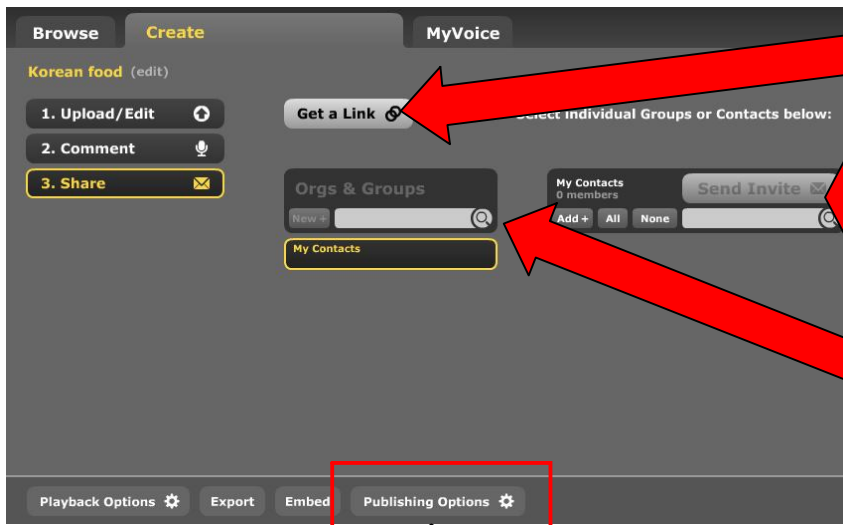 Browse Create MyVoice
Korean food (edit)
1. Upload/Edit
2. Comment
3. Share
Get a Link
Select Individual Groups or Contacts below:
Orgs & Groups
New +
My Contacts
My Contacts
0 members
Send Invite
Add + All None
Playback Options Export Embed Publishing Options